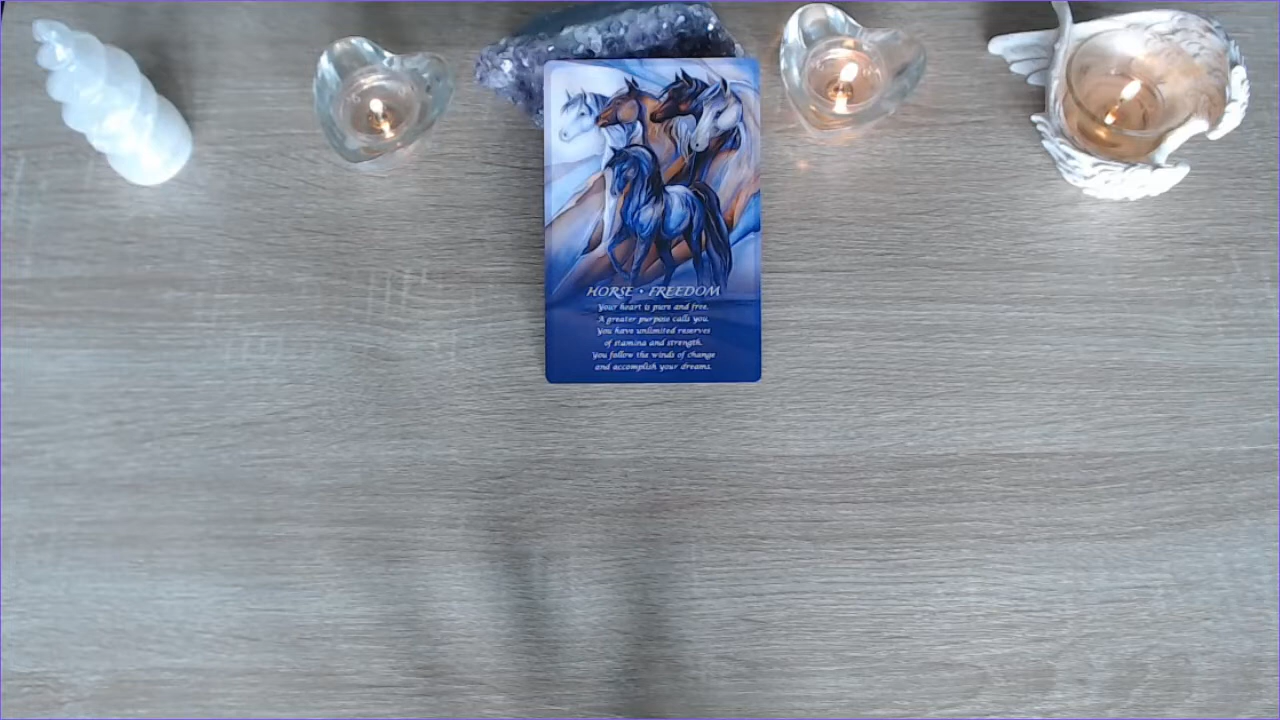 HORSE • FREEDOM
Your heart is pure and free.
A greater purpose calls you.
You have unlimited reserves
of stamina and strength.
You follow the winds of change
and accomplish your dreams.